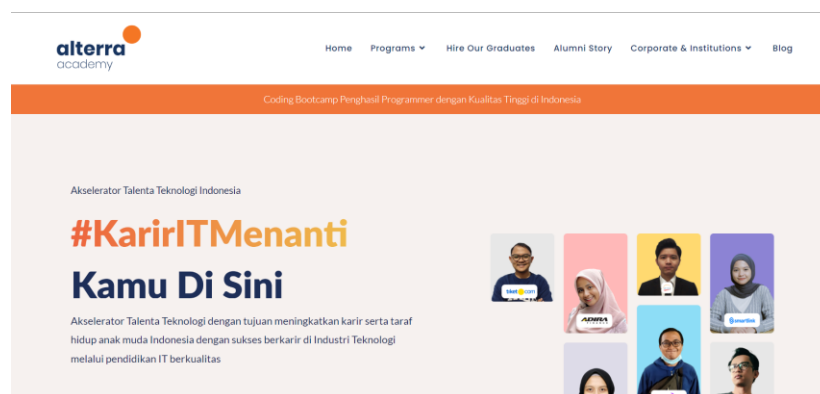 alterra
academy
Home Programs Hire Our Graduates Alumni Story Corporate & Institutions Blog
Coding Bootcamp Penghasil Programmer dengan Kualitas Tinggi di Indonesia
Akselerator Talenta Teknologi Indonesia
#KarirITMenanti
Kamu Di Sini
Akselerator Talenta Teknologi dengan tujuan meningkatkan karir serta taraf
hidup anak muda Indonesia dengan sukses berkarir di Industri Teknologi
melalui pendidikan IT berkualitas
tiket.com
ADIRA
smartlink